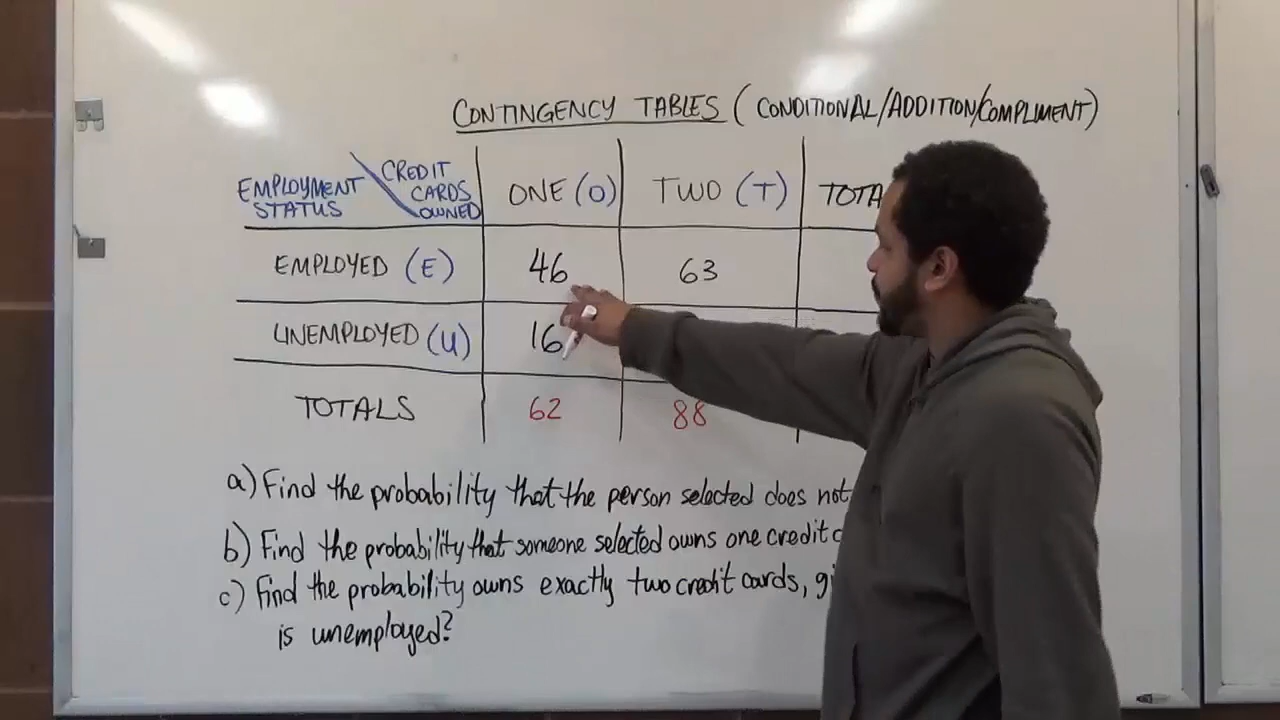 CONTINGENCY TABLES (CONDITIONAL/ADDITION/COMPLIMENT)
EMPLOYMENT STATUS \ CREDIT CARDS OWNED ONE (O) TWO (T)
EMPLOYED (E) 46 63
UNEMPLOYED (U) 16
TOTALS 62 88
a) Find the probability that the person selected does not
b) Find the probability that someone selected owns one credit
c) Find the probability owns exactly two credit cards,
is unemployed?